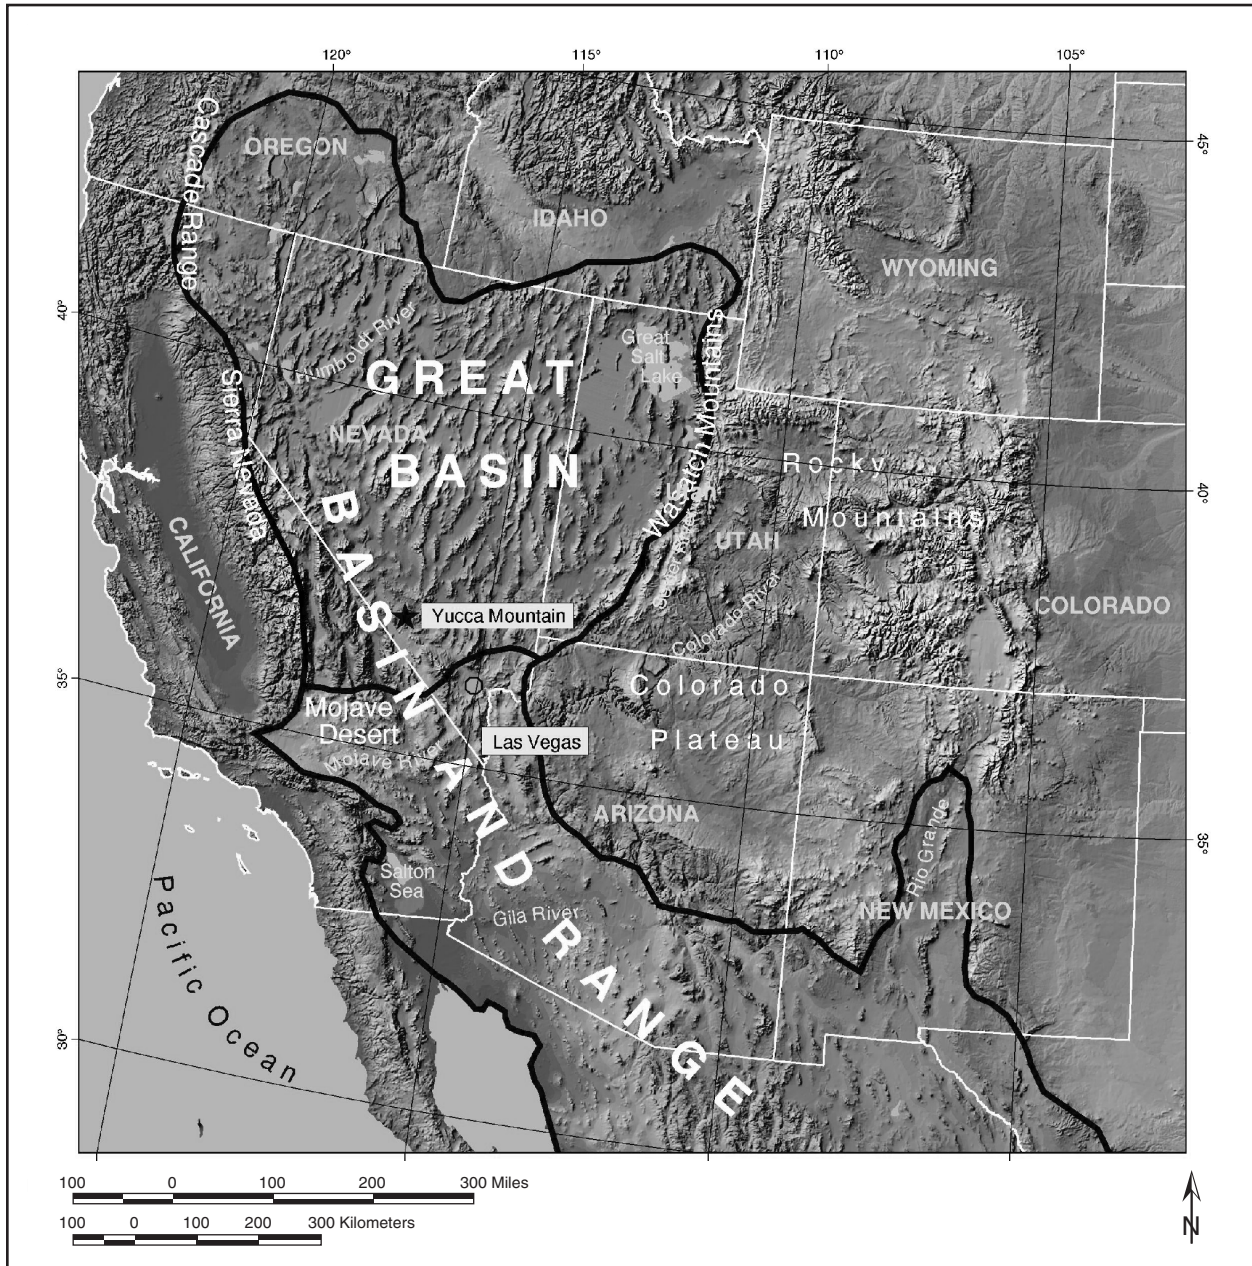 120°
115°
110°
105°
45°
40°
40°
35°
35°
30°
Cascade Range
OREGON
IDAHO
WYOMING
Humboldt River
GREAT
BASIN
NEVADA
Great
Salt
Lake
Wasatch Mountains
Sierra Nevada
CALIFORNIA
Rocky
Mountains
UTAH
COLORADO
Colorado River
BASIN AND RANGE
Yucca Mountain
Colorado
Plateau
Mojave
Desert
Mojave River
Las Vegas
ARIZONA
Rio Grande
NEW MEXICO
Salton
Sea
Gila River
Pacific Ocean
100 0 100 200 300 Miles
100 0 100 200 300 Kilometers
N